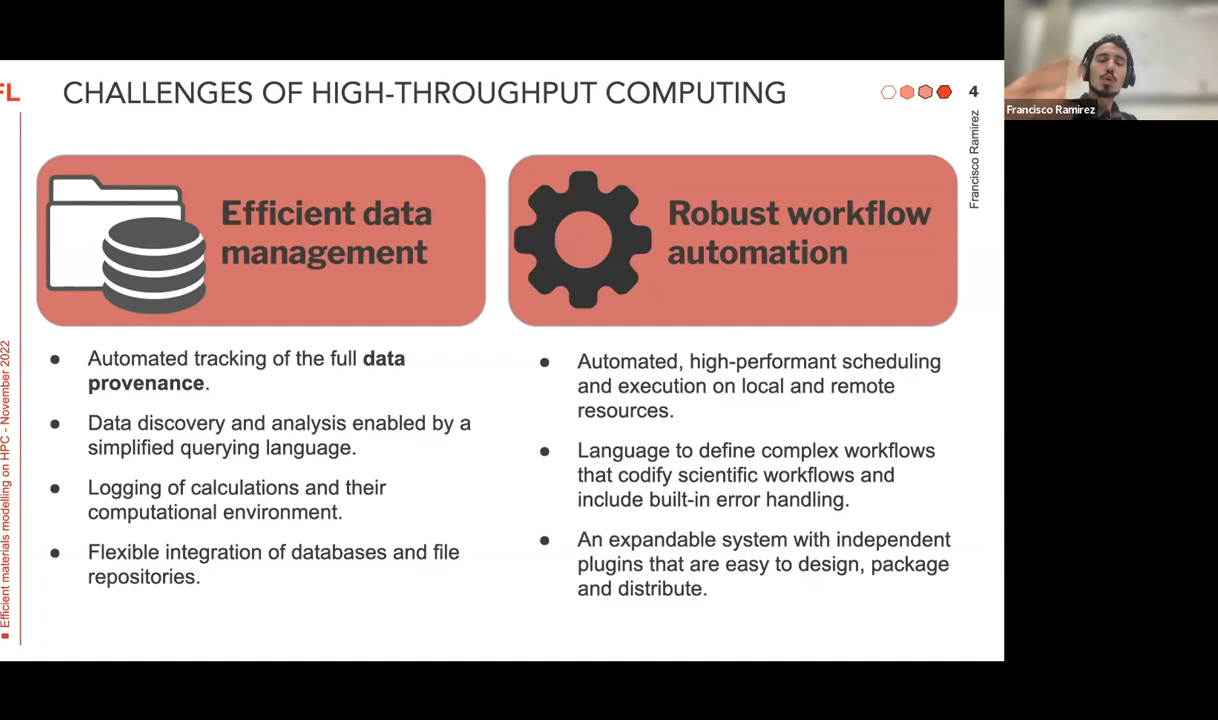 FL
CHALLENGES OF HIGH-THROUGHPUT COMPUTING
4
Francisco Ramirez
Efficient data
management
Automated tracking of the full data
provenance.
Data discovery and analysis enabled by a
simplified querying language.
Logging of calculations and their
computational environment.
Flexible integration of databases and file
repositories.
Robust workflow
automation
Automated, high-performant scheduling
and execution on local and remote
resources.
Language to define complex workflows
that codify scientific workflows and
include built-in error handling.
An expandable system with independent
plugins that are easy to design, package
and distribute.
Efficient materials modelling on HPC - November 2022
Francisco Ramirez